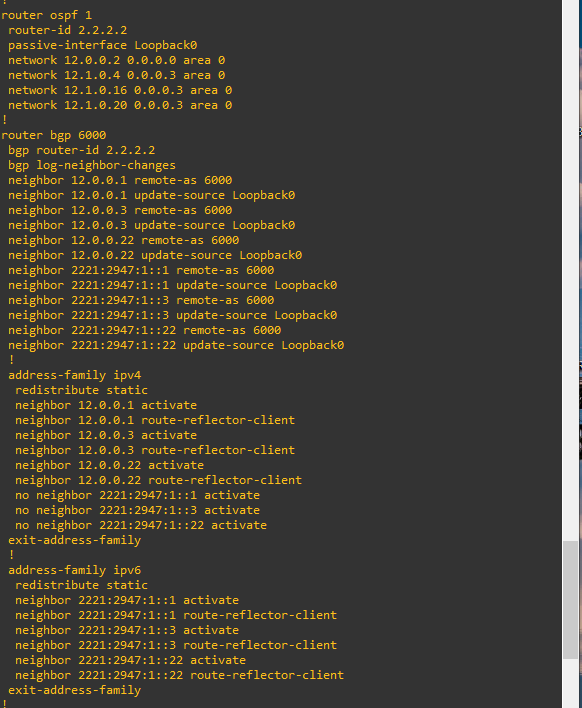 !
router ospf 1
router-id 2.2.2.2
passive-interface Loopback0
network 12.0.0.2 0.0.0.0 area 0
network 12.1.0.4 0.0.0.3 area 0
network 12.1.0.16 0.0.0.3 area 0
network 12.1.0.20 0.0.0.3 area 0
!
router bgp 6000
bgp router-id 2.2.2.2
bgp log-neighbor-changes
neighbor 12.0.0.1 remote-as 6000
neighbor 12.0.0.1 update-source Loopback0
neighbor 12.0.0.3 remote-as 6000
neighbor 12.0.0.3 update-source Loopback0
neighbor 12.0.0.22 remote-as 6000
neighbor 12.0.0.22 update-source Loopback0
neighbor 2221:2947:1::1 remote-as 6000
neighbor 2221:2947:1::1 update-source Loopback0
neighbor 2221:2947:1::3 remote-as 6000
neighbor 2221:2947:1::3 update-source Loopback0
neighbor 2221:2947:1::22 remote-as 6000
neighbor 2221:2947:1::22 update-source Loopback0
!
address-family ipv4
redistribute static
neighbor 12.0.0.1 activate
neighbor 12.0.0.1 route-reflector-client
neighbor 12.0.0.3 activate
neighbor 12.0.0.3 route-reflector-client
neighbor 12.0.0.22 activate
neighbor 12.0.0.22 route-reflector-client
no neighbor 2221:2947:1::1 activate
no neighbor 2221:2947:1::3 activate
no neighbor 2221:2947:1::22 activate
exit-address-family
!
address-family ipv6
redistribute static
neighbor 2221:2947:1::1 activate
neighbor 2221:2947:1::1 route-reflector-client
neighbor 2221:2947:1::3 activate
neighbor 2221:2947:1::3 route-reflector-client
neighbor 2221:2947:1::22 activate
neighbor 2221:2947:1::22 route-reflector-client
exit-address-family
!